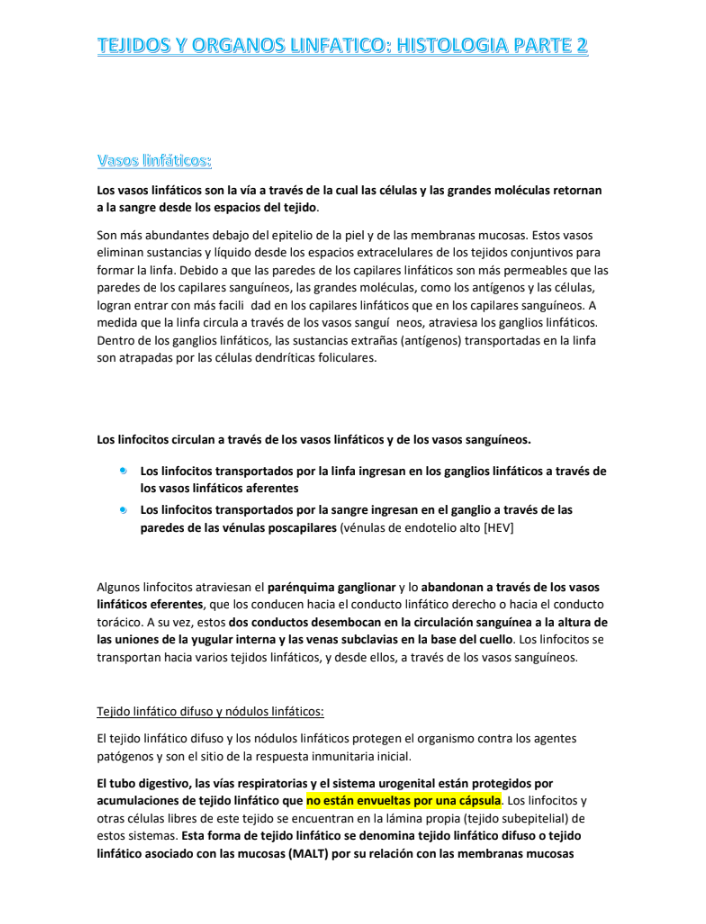 TEJIDOS Y ORGANOS LINFATICO: HISTOLOGIA PARTE 2
Vasos linfáticos:
Los vasos linfáticos son la vía a través de la cual las células y las grandes moléculas retornan
a la sangre desde los espacios del tejido.
Son más abundantes debajo del epitelio de la piel y de las membranas mucosas. Estos vasos
eliminan sustancias y líquido desde los espacios extracelulares de los tejidos conjuntivos para
formar la linfa. Debido a que las paredes de los capilares linfáticos son más permeables que las
paredes de los capilares sanguíneos, las grandes moléculas, como los antígenos y las células,
logran entrar con más facili dad en los capilares linfáticos que en los capilares sanguíneos. A
medida que la linfa circula a través de los vasos sanguí neos, atraviesa los ganglios linfáticos.
Dentro de los ganglios linfáticos, las sustancias extrañas (antígenos) transportadas en la linfa
son atrapadas por las células dendríticas foliculares.
Los linfocitos circulan a través de los vasos linfáticos y de los vasos sanguíneos.
• Los linfocitos transportados por la linfa ingresan en los ganglios linfáticos a través de
los vasos linfáticos aferentes
• Los linfocitos transportados por la sangre ingresan en el ganglio a través de las
paredes de las vénulas poscapilares (vénulas de endotelio alto [HEV]
Algunos linfocitos atraviesan el parénquima ganglionar y lo abandonan a través de los vasos
linfáticos eferentes, que los conducen hacia el conducto linfático derecho o hacia el conducto
torácico. A su vez, estos dos conductos desembocan en la circulación sanguínea a la altura de
las uniones de la yugular interna y las venas subclavias en la base del cuello. Los linfocitos se
transportan hacia varios tejidos linfáticos, y desde ellos, a través de los vasos sanguíneos.
Tejido linfático difuso y nódulos linfáticos:
El tejido linfático difuso y los nódulos linfáticos protegen el organismo contra los agentes
patógenos y son el sitio de la respuesta inmunitaria inicial.
El tubo digestivo, las vías respiratorias y el sistema urogenital están protegidos por
acumulaciones de tejido linfático que no están envueltas por una cápsula. Los linfocitos y
otras células libres de este tejido se encuentran en la lámina propia (tejido subepitelial) de
estos sistemas. Esta forma de tejido linfático se denomina tejido linfático difuso o tejido
linfático asociado con las mucosas (MALT) por su relación con las membranas mucosas